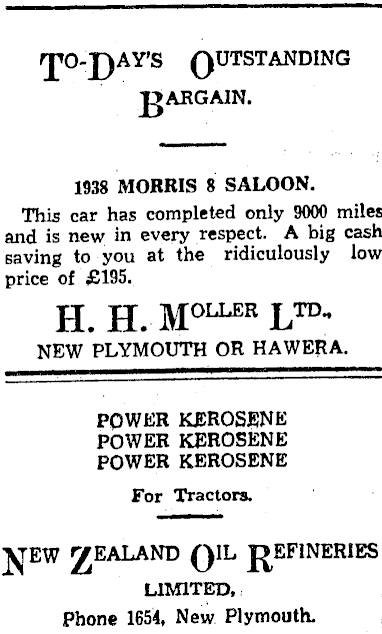 TO-DAY'S OUTSTANDING
BARGAIN.
1938 MORRIS 8 SALOON.
This car has completed only 9000 miles
and is new in every respect. A big cash
saving to you at the ridiculously low
price of £195.
H. H. MOLLER LTD.,
NEW PLYMOUTH OR HAWERA.
POWER KEROSENE
POWER KEROSENE
POWER KEROSENE
For Tractors.
NEW ZEALAND OIL REFINERIES
LIMITED,
Phone 1654, New Plymouth.